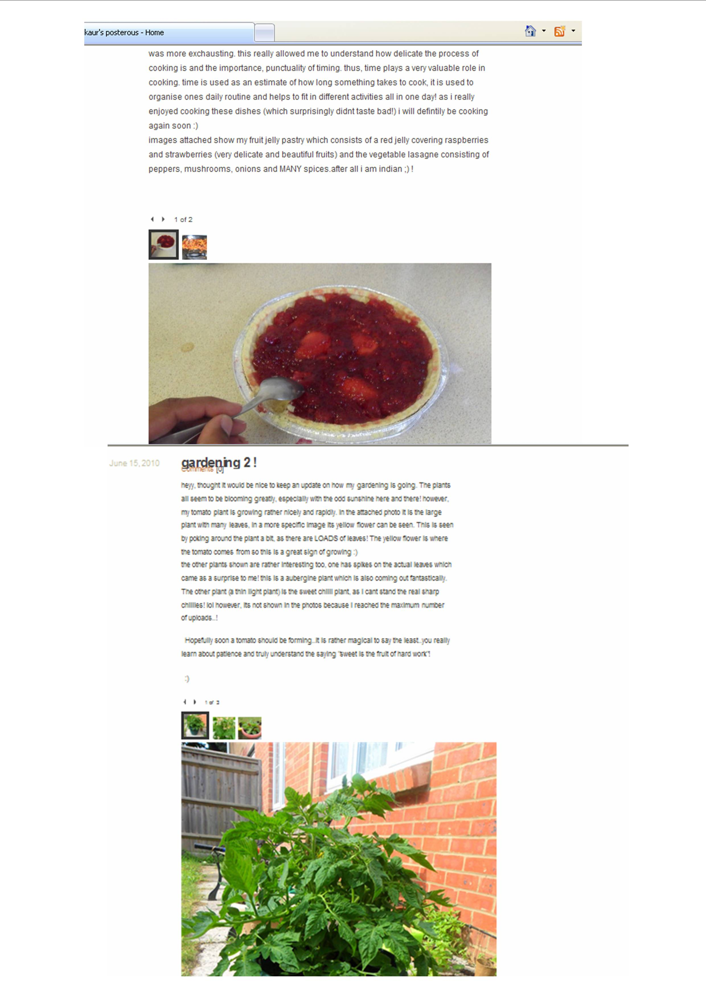 kaur's posterous - Home
was more exchausting. this really allowed me to understand how delicate the process of
cooking is and the importance, punctuality of timing. thus, time plays a very valuable role in
cooking. time is used as an estimate of how long something takes to cook, it is used to
organise ones daily routine and helps to fit in different activities all in one day! as i really
enjoyed cooking these dishes (which surprisingly didnt taste bad!) i will defintily be cooking
again soon :)
images attached show my fruit jelly pastry which consists of a red jelly covering raspberries
and strawberries (very delicate and beautiful fruits) and the vegetable lasagne consisting of
peppers, mushrooms, onions and MANY spices.after all i am indian ;) !
1 of 2
June 15, 2010
gardening 2 !
Comments [0]
heyy, thought it would be nice to keep an update on how my gardening is going. The plants
all seem to be blooming greatly, especially with the odd sunshine here and there! however,
my tomato plant is growing rather nicely and rapidly. In the attached photo it is the large
plant with many leaves, in a more specific image its yellow flower can be seen. This is seen
by poking around the plant a bit, as there are LOADS of leaves! The yellow flower is where
the tomato comes from so this is a great sign of growing :)
the other plants shown are rather interesting too, one has spikes on the actual leaves which
came as a surprise to me! this is a aubergine plant which is also coming out fantastically.
The other plant (a thin light plant) is the sweet chilli plant, as I cant stand the real sharp
chillies! lol however, its not shown in the photos because I reached the maximum number
of uploads..!
Hopefully soon a tomato should be forming...it is rather magical to say the least..you really
learn about patience and truly understand the saying "sweet is the fruit of hard work"!
:)
1 of 3